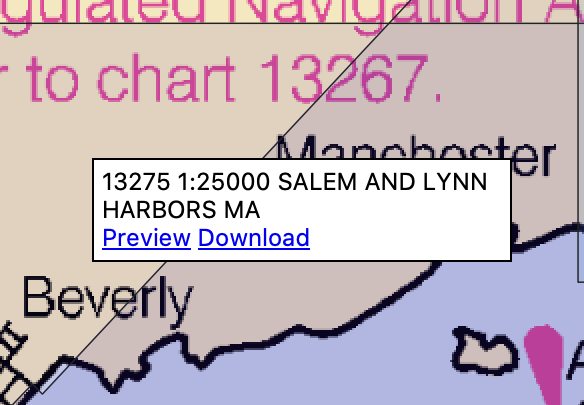 gulated Navigation A
r to chart 13267.
Manchester
13275 1:25000 SALEM AND LYNN
HARBORS MA
Preview Download
Beverly
A